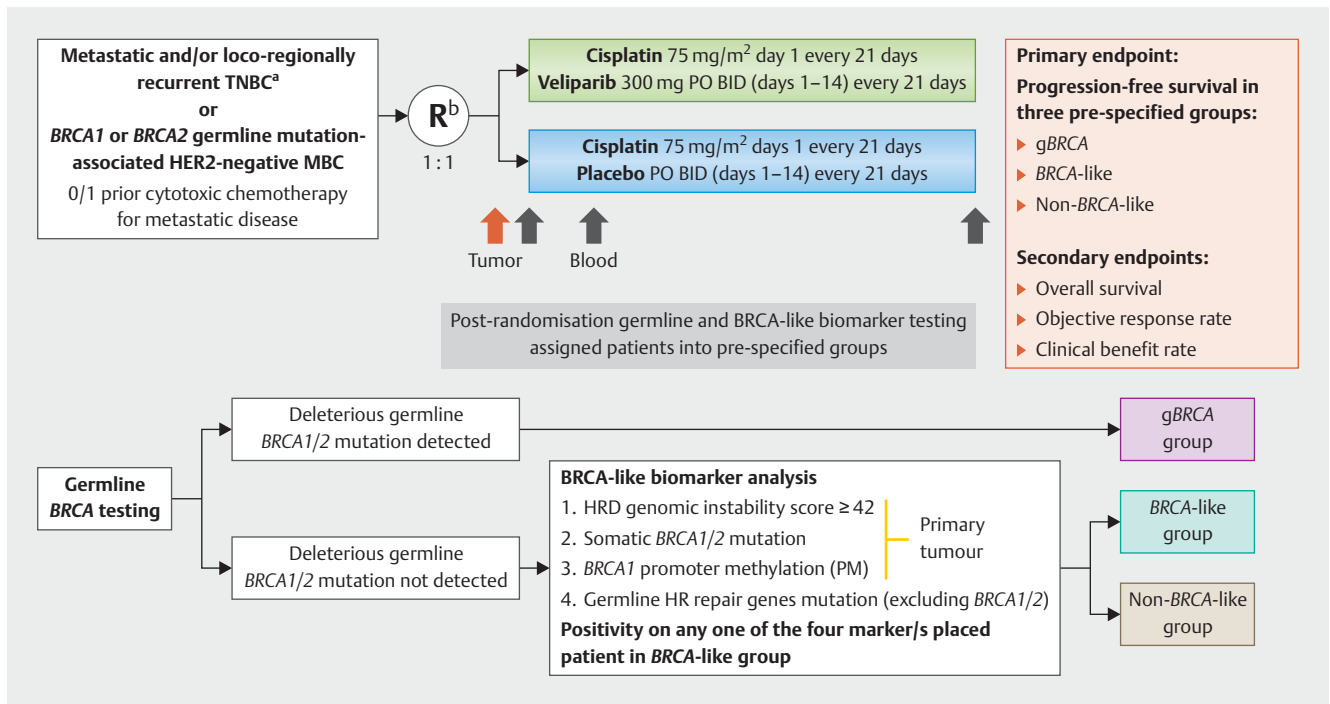 Metastatic and/or loco-regionally
recurrent TNBCᵃ
or
BRCA1 or BRCA2 germline mutation-
associated HER2-negative MBC
0/1 prior cytotoxic chemotherapy
for metastatic disease
Rᵇ
1 : 1
Cisplatin 75 mg/m² day 1 every 21 days
Veliparib 300 mg PO BID (days 1–14) every 21 days
Cisplatin 75 mg/m² days 1 every 21 days
Placebo PO BID (days 1–14) every 21 days
Tumor
Blood
Post-randomisation germline and BRCA-like biomarker testing
assigned patients into pre-specified groups
Primary endpoint:
Progression-free survival in
three pre-specified groups:
gBRCA
BRCA-like
Non-BRCA-like
Secondary endpoints:
Overall survival
Objective response rate
Clinical benefit rate
Germline
BRCA testing
Deleterious germline
BRCA1/2 mutation detected
Deleterious germline
BRCA1/2 mutation not detected
BRCA-like biomarker analysis
1. HRD genomic instability score ≥ 42
2. Somatic BRCA1/2 mutation
3. BRCA1 promoter methylation (PM)
4. Germline HR repair genes mutation (excluding BRCA1/2)
Positivity on any one of the four marker/s placed
patient in BRCA-like group
Primary
tumour
gBRCA
group
BRCA-like
group
Non-BRCA-like
group